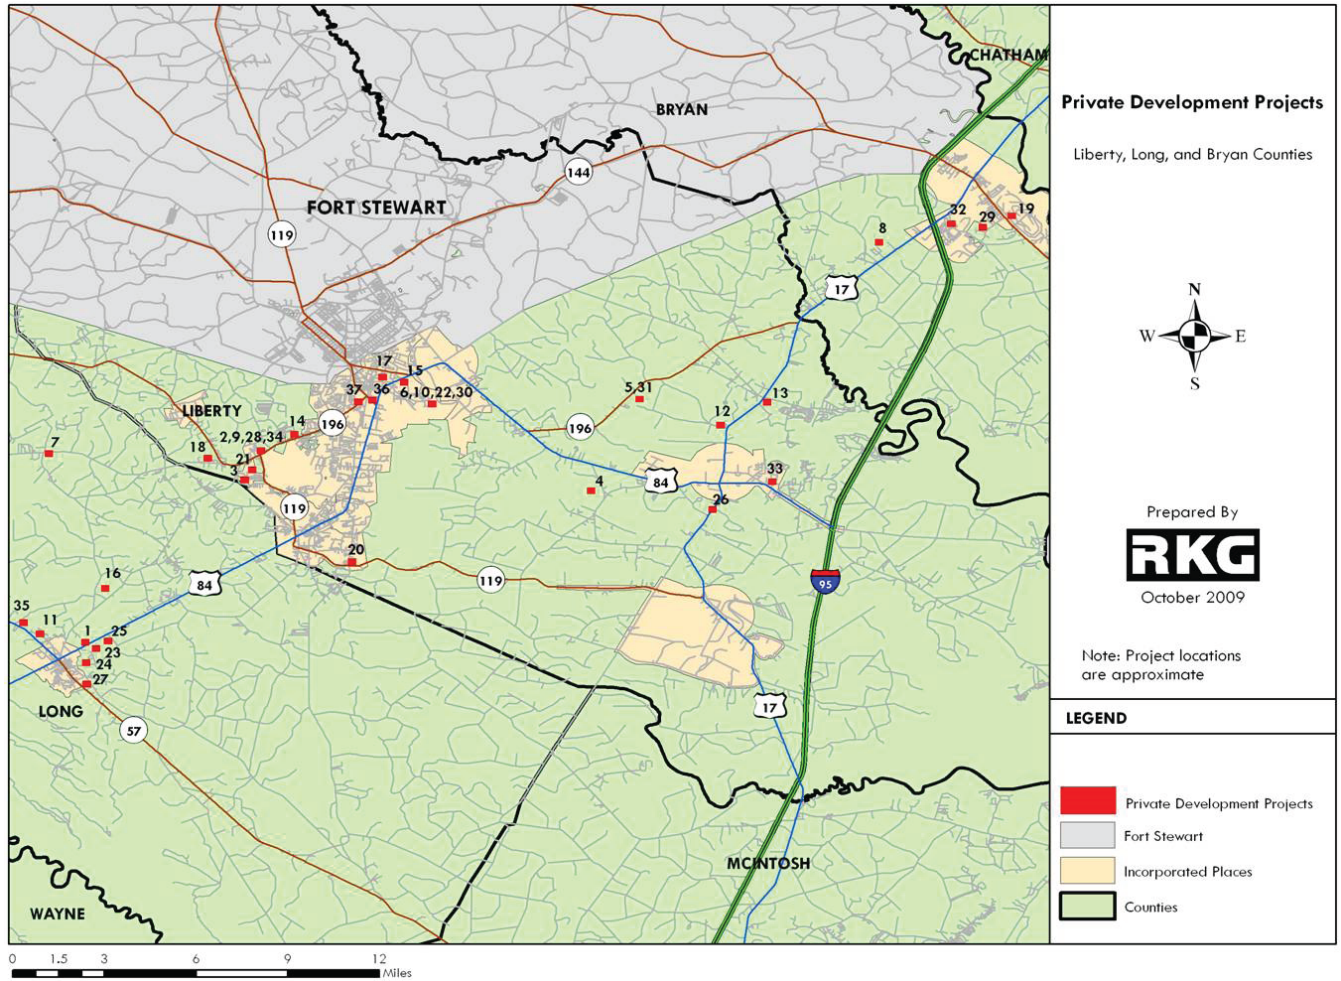 CHATHAM
BRYAN
144
FORT STEWART
119
32
29
19
8
17
17
15
37
36
6,10,22,30
5,31
13
12
LIBERTY
14
196
196
2,9,28,34
18
21
3
7
4
84
33
26
119
20
119
95
16
84
35
11
1
25
23
24
27
LONG
57
17
MCINTOSH
WAYNE
0 1.5 3 6 9 12
Miles
Private Development Projects
Liberty, Long, and Bryan Counties
N
W E
S
Prepared By
RKG
October 2009
Note: Project locations
are approximate
LEGEND
Private Development Projects
Fort Stewart
Incorporated Places
Counties